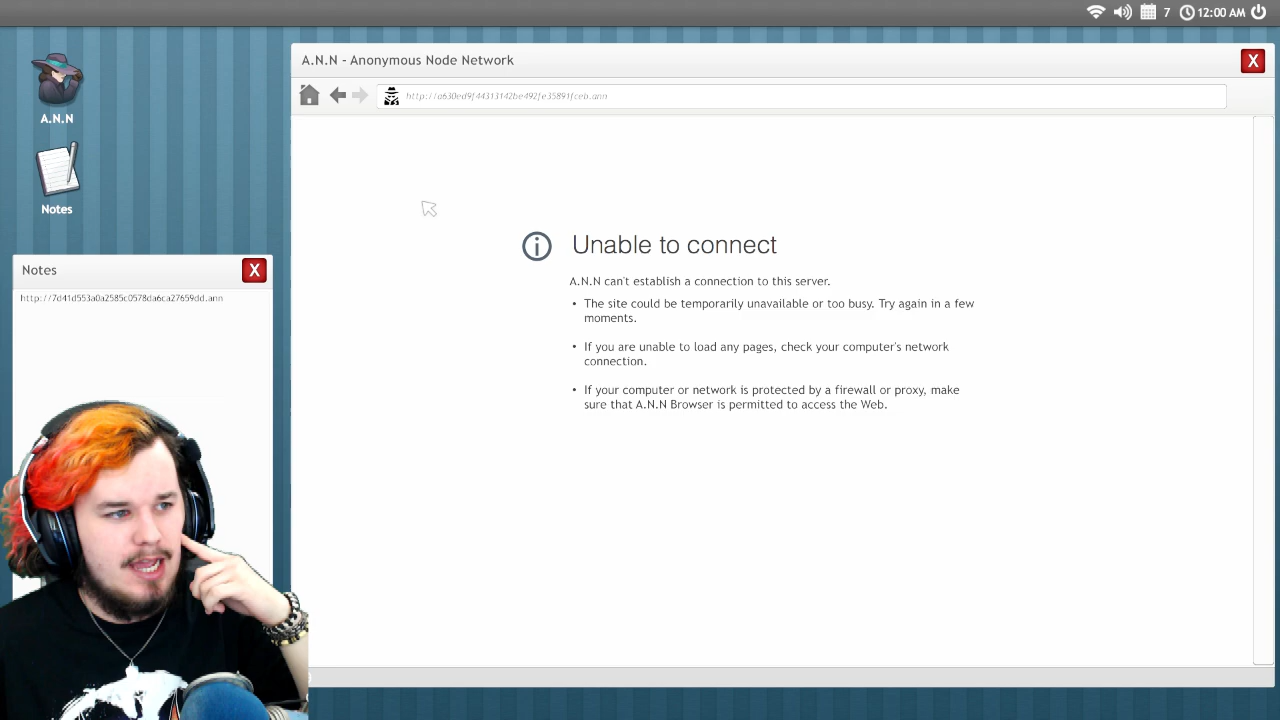 7
12:00 AM
A.N.N
Notes
A.N.N - Anonymous Node Network
X
http://a630ed9f44313142be492fe35891fceb.ann
Unable to connect
A.N.N can't establish a connection to this server.
• The site could be temporarily unavailable or too busy. Try again in a few
moments.
• If you are unable to load any pages, check your computer's network
connection.
• If your computer or network is protected by a firewall or proxy, make
sure that A.N.N Browser is permitted to access the Web.
Notes
X
http://7d41d553a0a2585c0578da6ca27659dd.ann